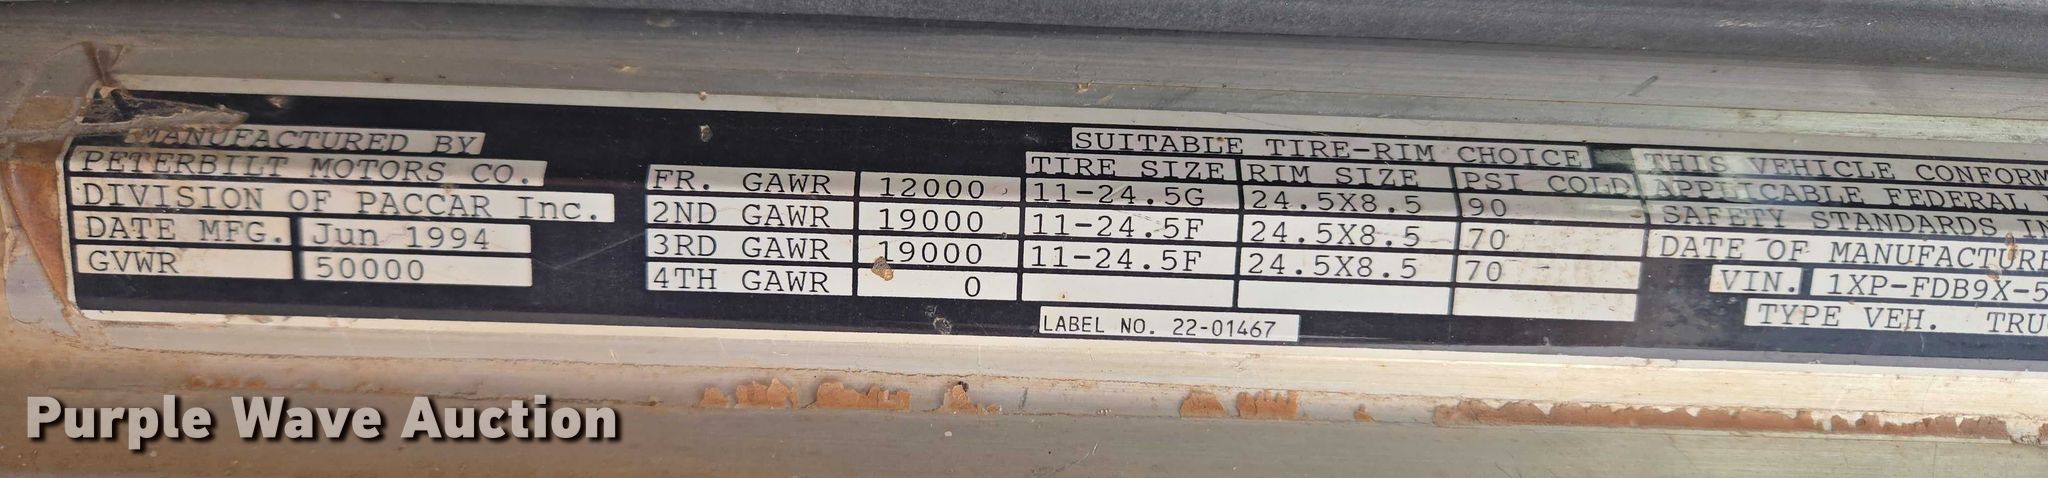 MANUFACTURED BY
PETERBILT MOTORS CO.
DIVISION OF PACCAR Inc.
DATE MFG. Jun 1994
GVWR 50000
SUITABLE TIRE-RIM CHOICE
TIRE SIZE RIM SIZE PSI COLD
FR. GAWR 12000 11-24.5G 24.5X8.5 90
2ND GAWR 19000 11-24.5F 24.5X8.5 70
3RD GAWR 19000 11-24.5F 24.5X8.5 70
4TH GAWR 0
LABEL NO. 22-01467
THIS VEHICLE CONFORM
APPLICABLE FEDERAL
SAFETY STANDARDS IN
DATE OF MANUFACTURE
VIN. 1XP-FDB9X-5
TYPE VEH. TRU
Purple Wave Auction